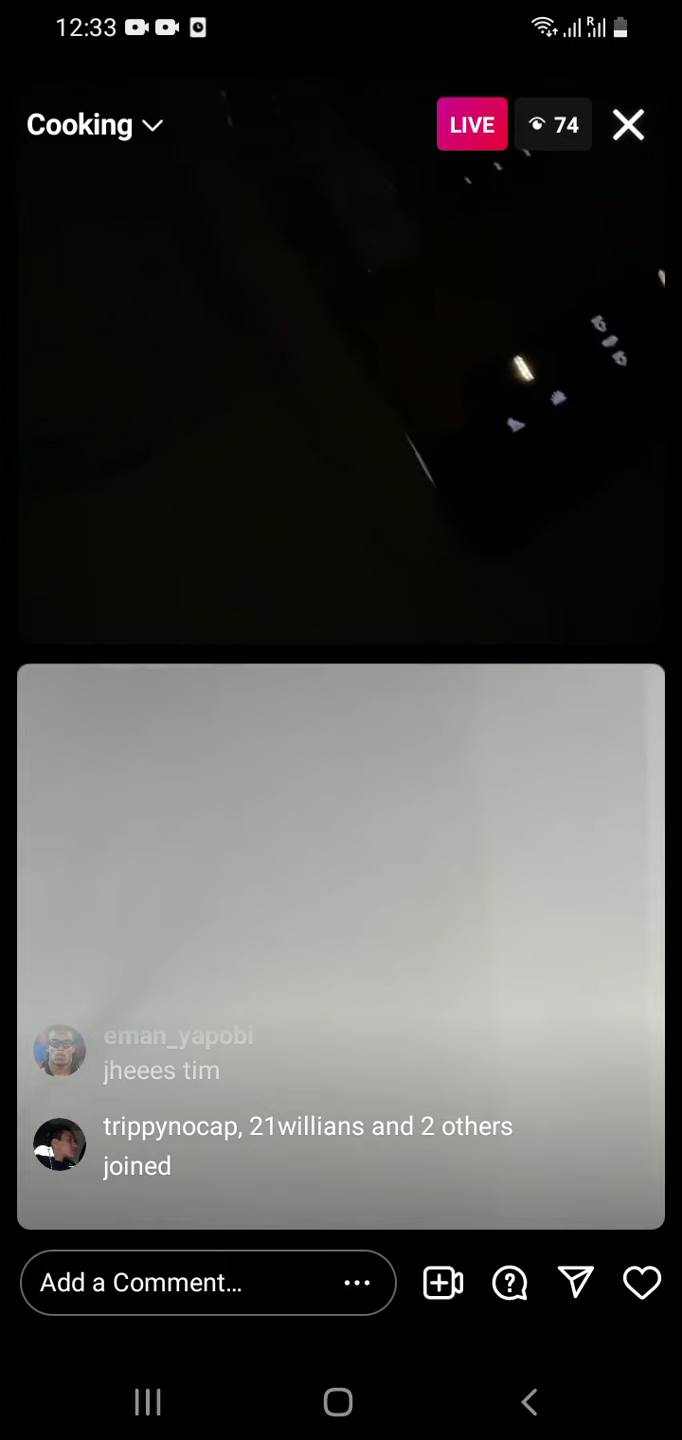 12:33
R
Cooking
LIVE
74
eman_yapobi
jheees tim
trippynocap, 21willians and 2 others
joined
Add a Comment...